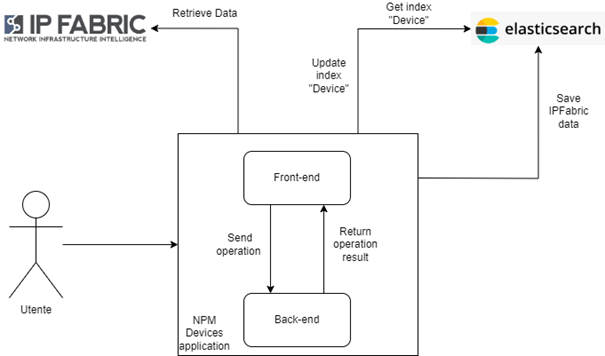 IP FABRIC
NETWORK INFRASTRUCTURE INTELLIGENCE
Retrieve Data
Get index
"Device"
elasticsearch
Update
index
"Device"
Save
IPFabric
data
Front-end
Send
operation
Return
operation
result
Utente
Back-end
NPM
Devices
application